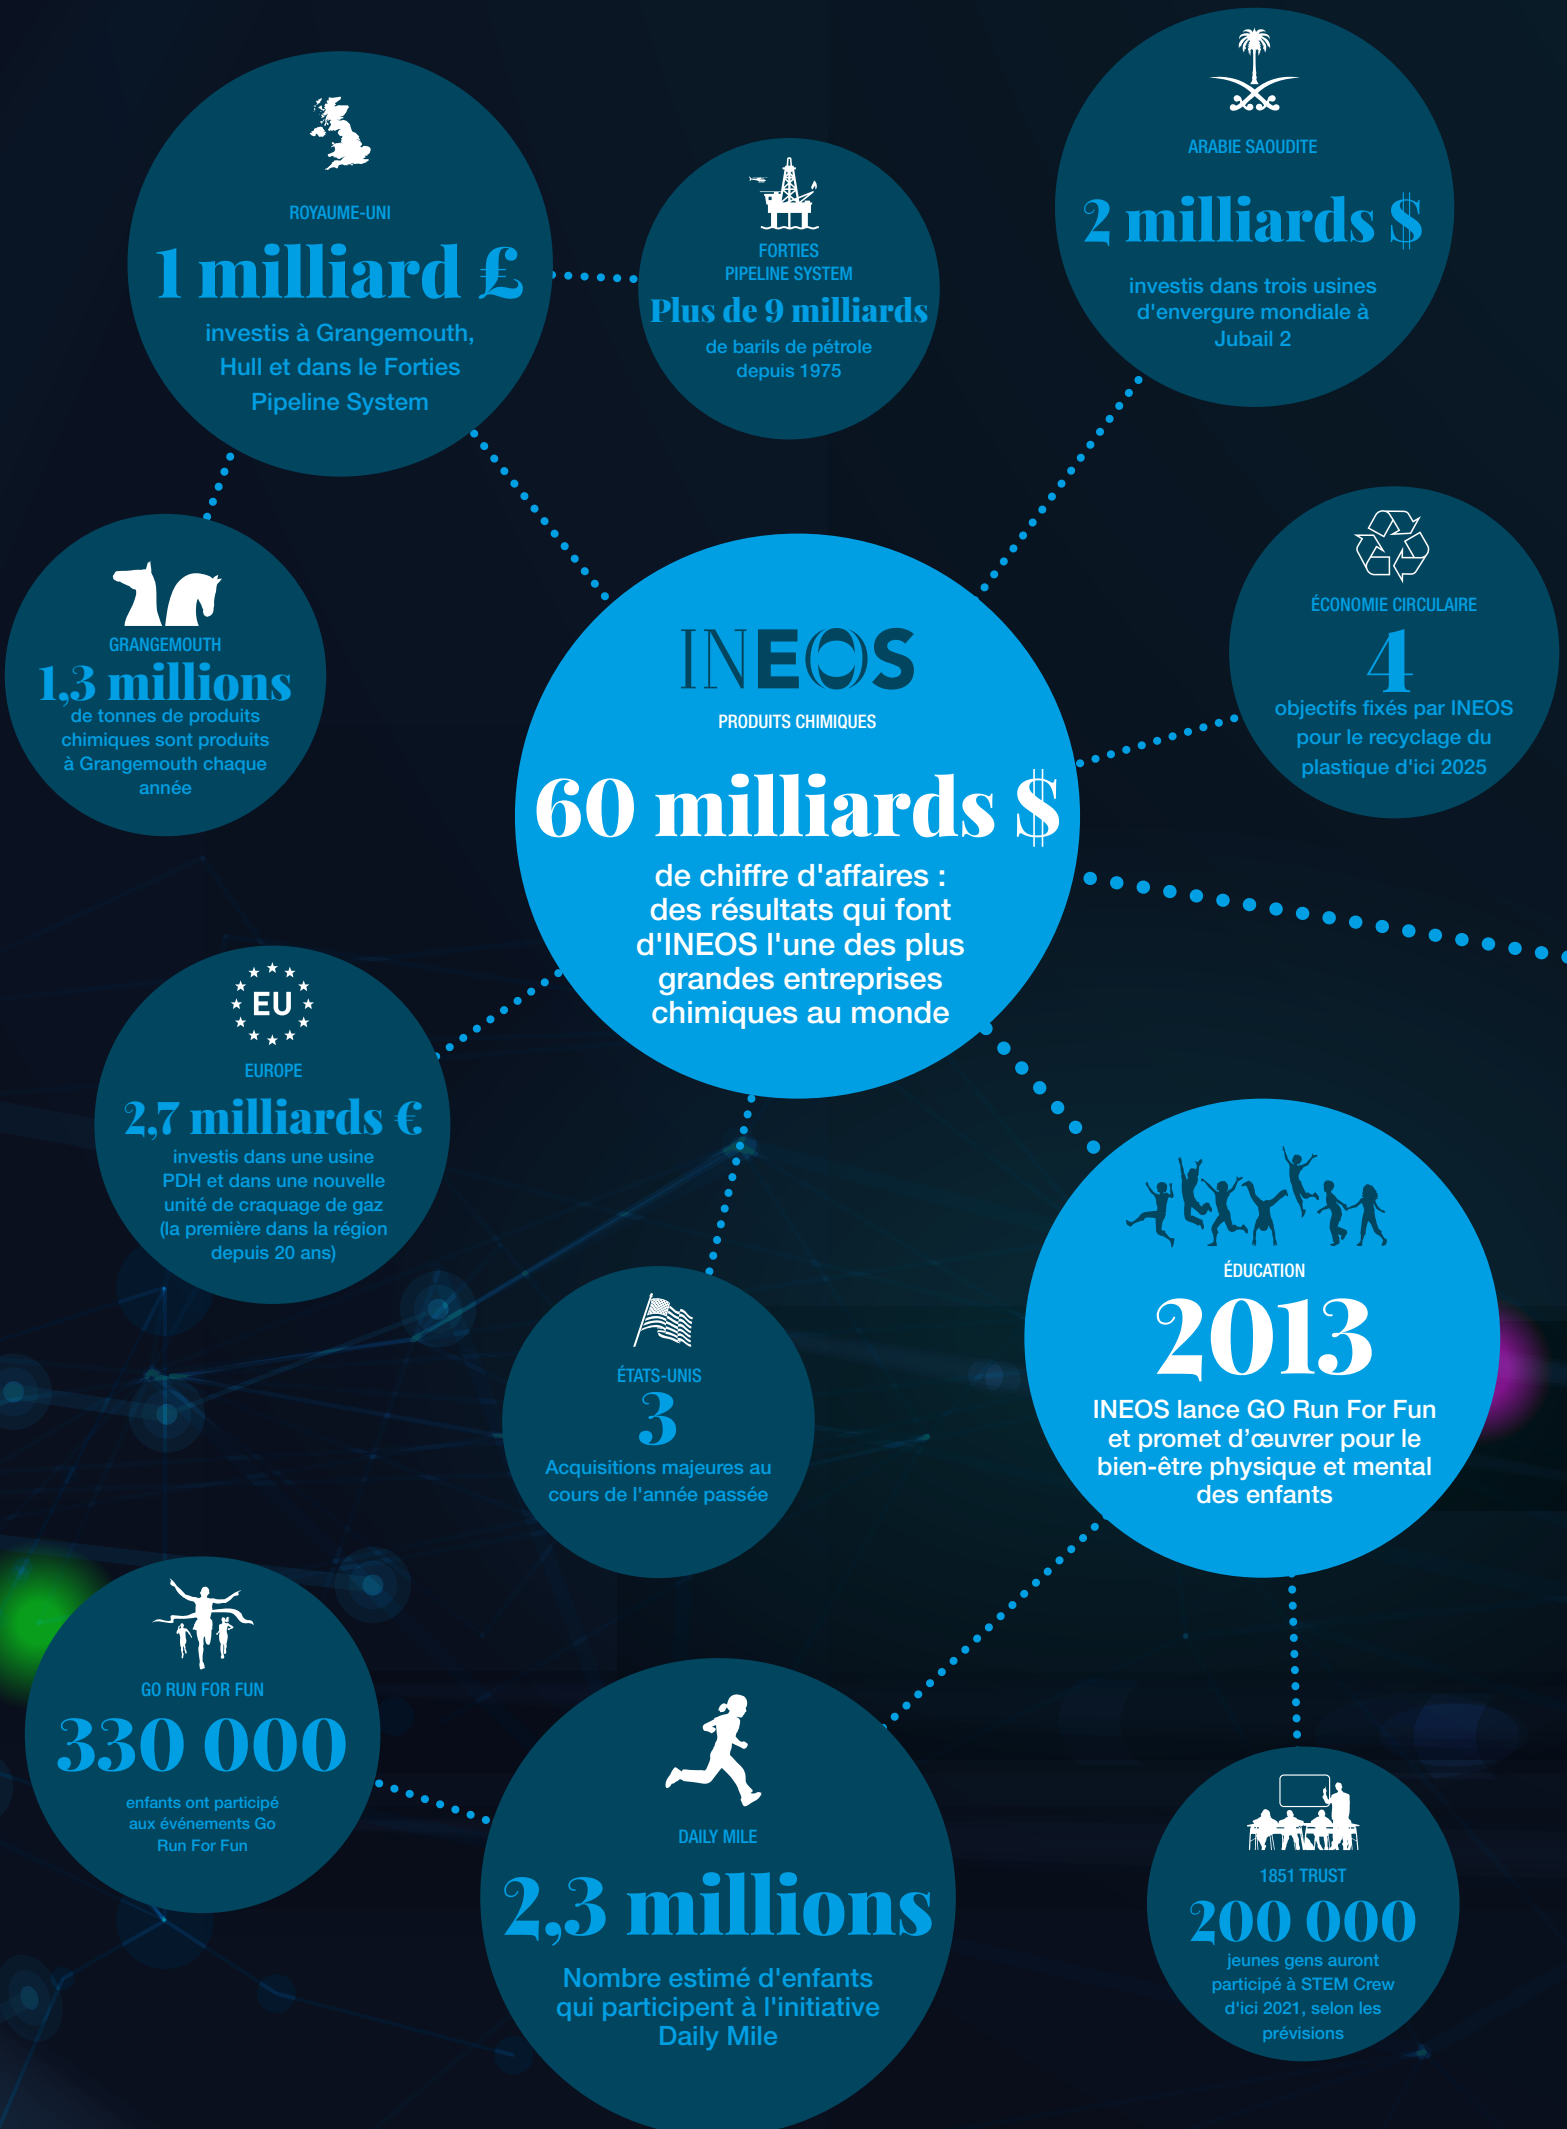 ROYAUME-UNI
1 milliard £
investis à Grangemouth,
Hull et dans le Forties
Pipeline System
FORTIES
PIPELINE SYSTEM
Plus de 9 milliards
de barils de pétrole
depuis 1975
ARABIE SAOUDITE
2 milliards $
investis dans trois usines
d'envergure mondiale à
Jubail 2
GRANGEMOUTH
1,3 millions
de tonnes de produits
chimiques sont produits
à Grangemouth chaque
année
INEOS
PRODUITS CHIMIQUES
60 milliards $
de chiffre d'affaires :
des résultats qui font
d'INEOS l'une des plus
grandes entreprises
chimiques au monde
ÉCONOMIE CIRCULAIRE
4
objectifs fixés par INEOS
pour le recyclage du
plastique d'ici 2025
EU
EUROPE
2,7 milliards €
investis dans une usine
PDH et dans une nouvelle
unité de craquage de gaz
(la première dans la région
depuis 20 ans)
ÉTATS-UNIS
3
Acquisitions majeures au
cours de l'année passée
ÉDUCATION
2013
INEOS lance GO Run For Fun
et promet d’œuvrer pour le
bien-être physique et mental
des enfants
GO RUN FOR FUN
330 000
enfants ont participé
aux événements Go
Run For Fun
DAILY MILE
2,3 millions
Nombre estimé d'enfants
qui participent à l'initiative
Daily Mile
1851 TRUST
200 000
jeunes gens auront
participé à STEM Crew
d'ici 2021, selon les
prévisions